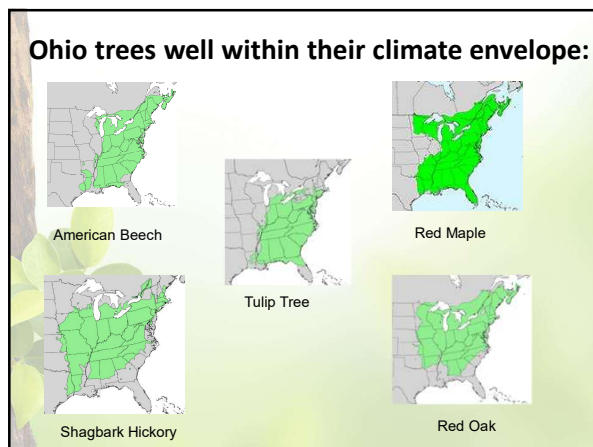 Ohio trees well within their climate envelope:
American Beech
Red Maple
Tulip Tree
Shagbark Hickory
Red Oak